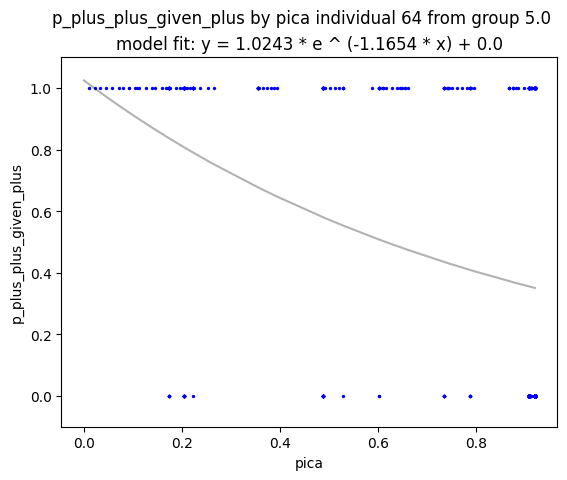 p_plus_plus_given_plus by pica individual 64 from group 5.0
model fit: y = 1.0243 * e ^ (-1.1654 * x) + 0.0
1.0
0.8
0.6
0.4
0.2
0.0
p_plus_plus_given_plus
0.0 0.2 0.4 0.6 0.8
pica